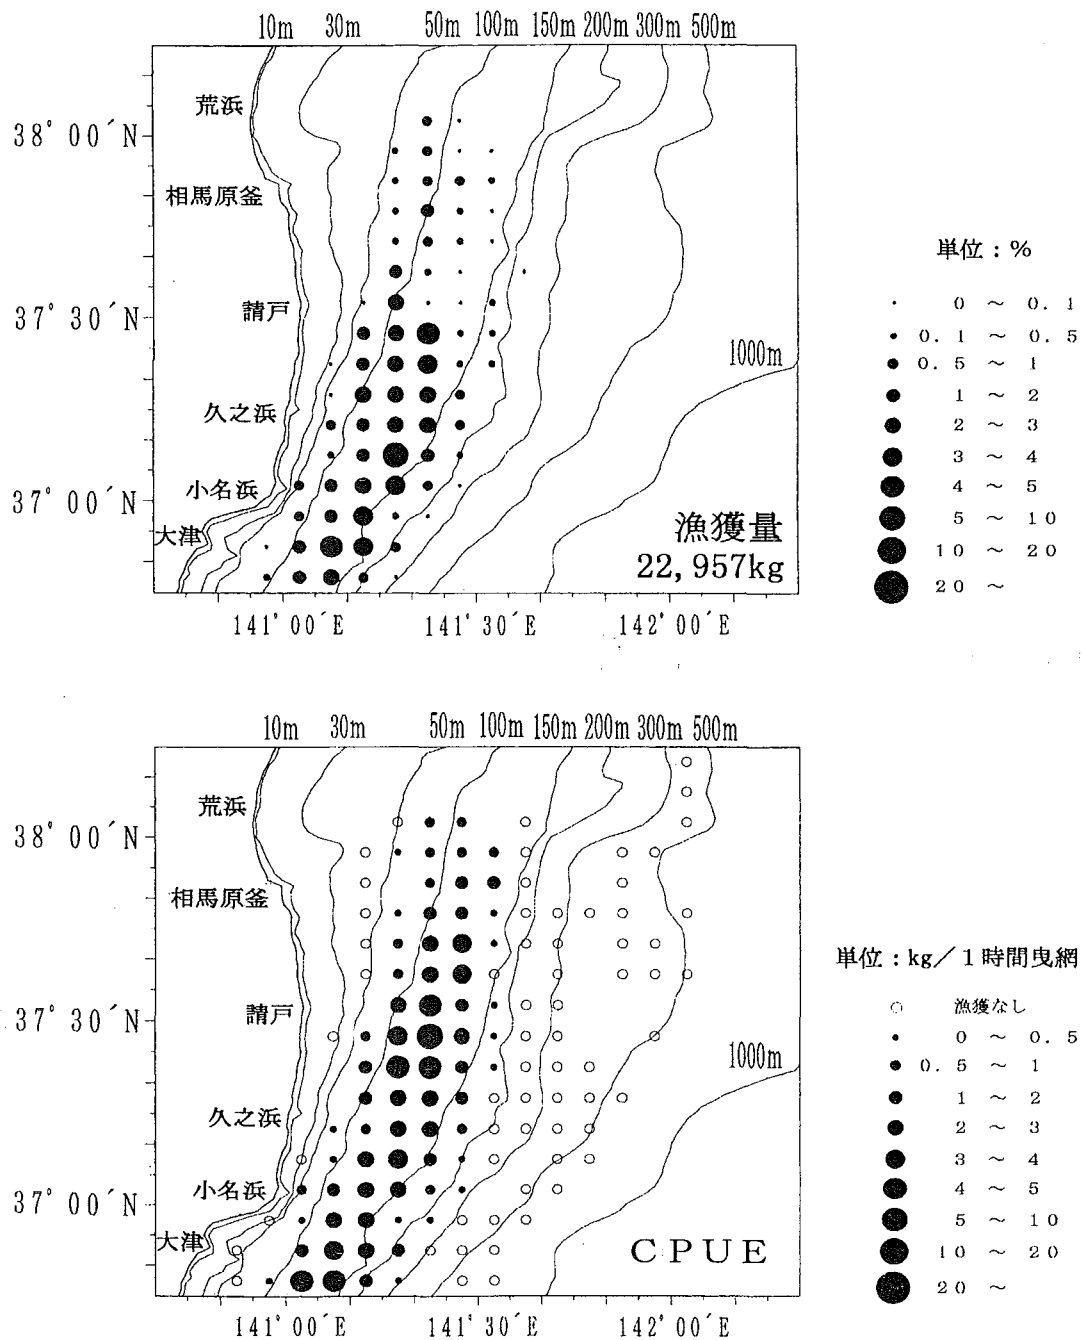 10m 30m 50m 100m 150m 200m 300m 500m
荒浜
38°00′N
相馬原釜
単位：%
請戸
37°30′N
0 ～ 0.1
0.1 ～ 0.5
1000m
0.5 ～ 1
久之浜
1 ～ 2
2 ～ 3
3 ～ 4
小名浜
4 ～ 5
37°00′N
大津
漁獲量
5 ～ 10
22,957kg
10 ～ 20
20 ～
141°00′E 141°30′E 142°00′E
10m 30m 50m 100m 150m 200m 300m 500m
荒浜
38°00′N
相馬原釜
単位：kg／1時間曳網
請戸
37°30′N
漁獲なし
0 ～ 0.5
1000m
0.5 ～ 1
久之浜
1 ～ 2
2 ～ 3
3 ～ 4
小名浜
4 ～ 5
37°00′N
大津
5 ～ 10
CPUE
10 ～ 20
20 ～
141°00′E 141°30′E 142°00′E